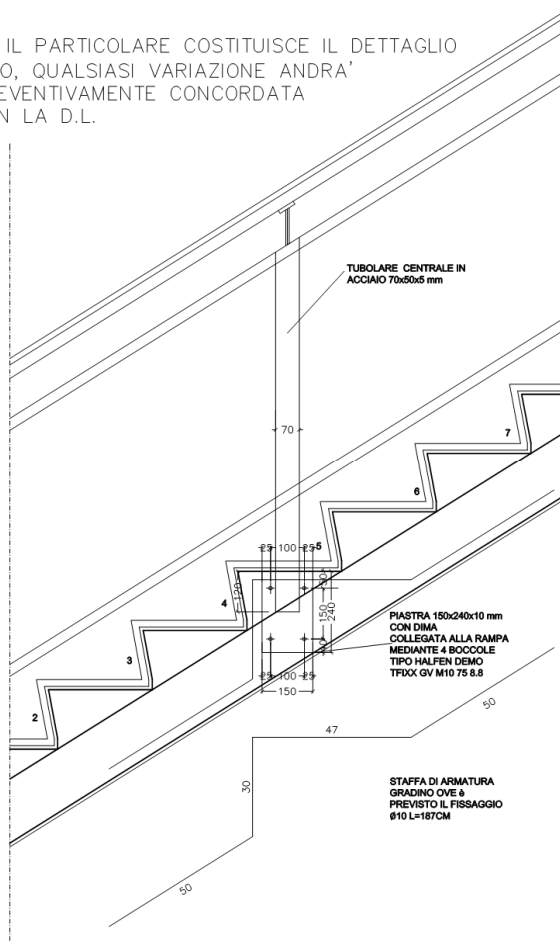 IL PARTICOLARE COSTITUISCE IL DETTAGLIO
O, QUALSIASI VARIAZIONE ANDRA'
EVENTIVAMENTE CONCORDATA
N LA D.L.
TUBOLARE CENTRALE IN
ACCIAIO 70x50x5 mm
70
7
6
25 100 25
5
120
4
150
240
PIASTRA 150x240x10 mm
CON DIMA
COLLEGATA ALLA RAMPA
MEDIANTE 4 BOCCOLE
TIPO HALFEN DEMO
TFIXX GV M10 75 8.8
3
25 100 25
150
2
50
47
30
STAFFA DI ARMATURA
GRADINO OVE è
PREVISTO IL FISSAGGIO
Ø10 L=187CM
50